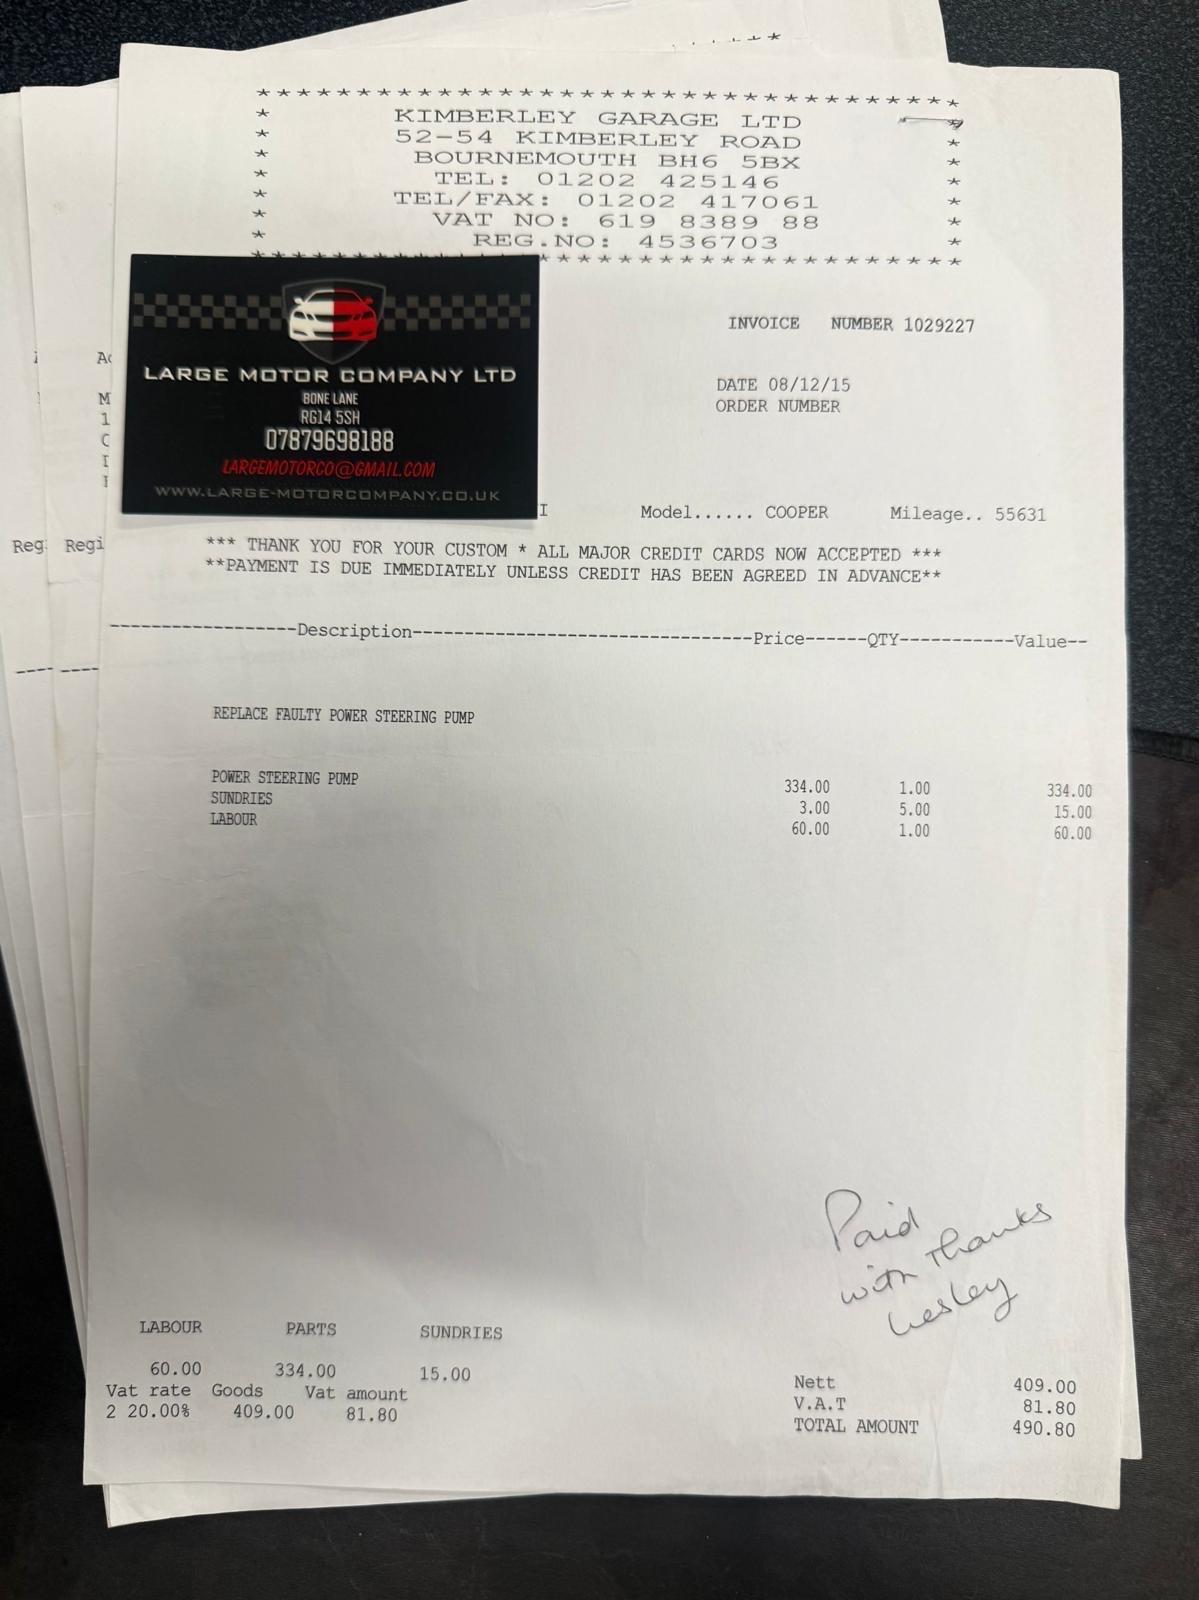 * * * * * * * * * * * * * * * * * * * * * * * * * * * * * * * * * * *
* KIMBERLEY GARAGE LTD *
* 52-54 KIMBERLEY ROAD *
* BOURNEMOUTH BH6 5BX *
* TEL: 01202 425146 *
* TEL/FAX: 01202 417061 *
* VAT NO: 619 8389 88 *
* REG.NO: 4536703 *
* * * * * * * * * * * * * * * * * * * * * * * * * * * * * * * * * * *
LARGE MOTOR COMPANY LTD
BONE LANE
RG14 5SH
07879698188
LARGEMOTORCO@GMAIL.COM
WWW.LARGE-MOTORCOMPANY.CO.UK
INVOICE NUMBER 1029227
DATE 08/12/15
ORDER NUMBER
I Model...... COOPER Mileage.. 55631
*** THANK YOU FOR YOUR CUSTOM * ALL MAJOR CREDIT CARDS NOW ACCEPTED ***
**PAYMENT IS DUE IMMEDIATELY UNLESS CREDIT HAS BEEN AGREED IN ADVANCE**
Reg Regi
------------------Description---------------------------------Price------QTY-----------Value--
REPLACE FAULTY POWER STEERING PUMP
POWER STEERING PUMP 334.00 1.00 334.00
SUNDRIES 3.00 5.00 15.00
LABOUR 60.00 1.00 60.00
Paid
with thanks
Lesley
LABOUR PARTS SUNDRIES
60.00 334.00 15.00
Vat rate Goods Vat amount
2 20.00% 409.00 81.80
Nett 409.00
V.A.T 81.80
TOTAL AMOUNT 490.80